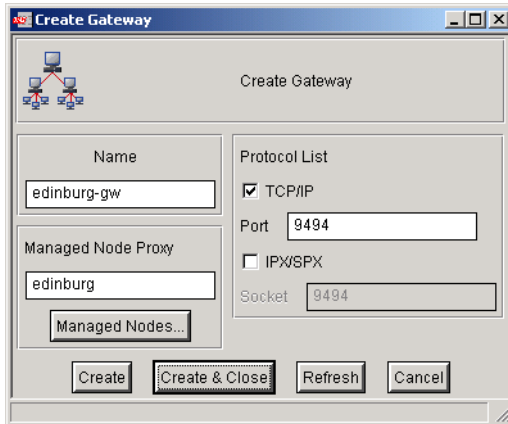 Create Gateway
Create Gateway
Name
edinburg-gw
Managed Node Proxy
edinburg
Managed Nodes...
Protocol List
TCP/IP
Port 9494
IPX/SPX
Socket 9494
Create Create & Close Refresh Cancel